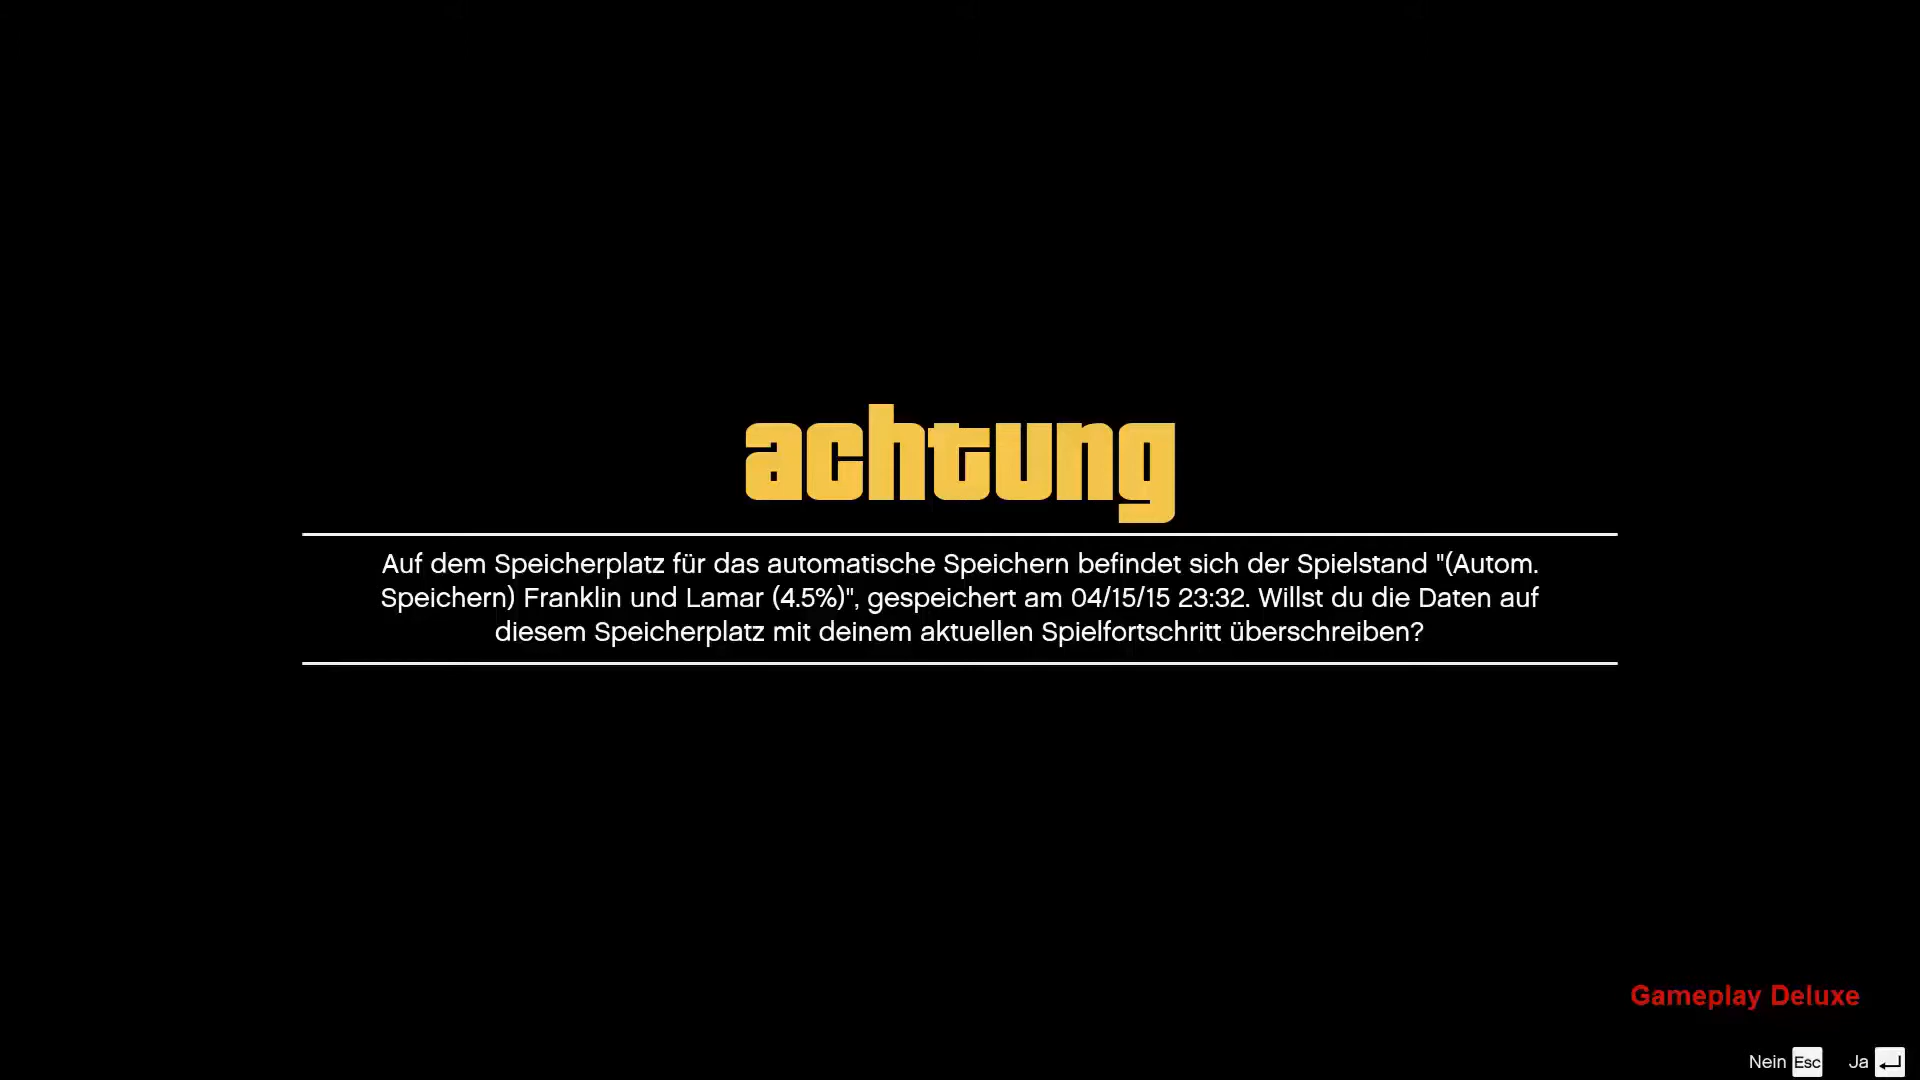 achtung
Auf dem Speicherplatz für das automatische Speichern befindet sich der Spielstand "(Autom.
Speichern) Franklin und Lamar (4.5%)", gespeichert am 04/15/15 23:32. Willst du die Daten auf
diesem Speicherplatz mit deinem aktuellen Spielfortschritt überschreiben?
Gameplay Deluxe
Nein Esc Ja